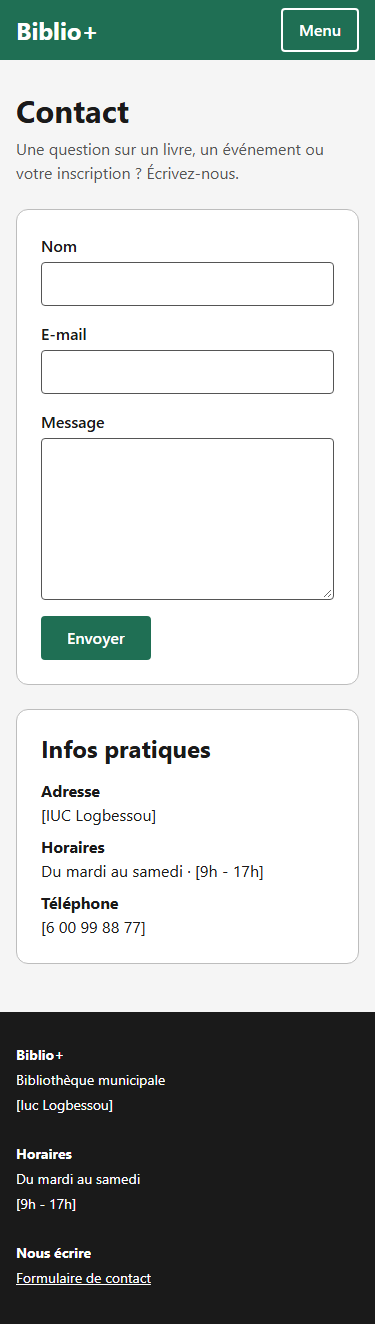 Biblio+
Menu
Contact
Une question sur un livre, un événement ou
votre inscription ? Écrivez-nous.
Nom
E-mail
Message
Envoyer
Infos pratiques
Adresse
[IUC Logbessou]
Horaires
Du mardi au samedi · [9h - 17h]
Téléphone
[6 00 99 88 77]
Biblio+
Bibliothèque municipale
[Iuc Logbessou]
Horaires
Du mardi au samedi
[9h - 17h]
Nous écrire
Formulaire de contact